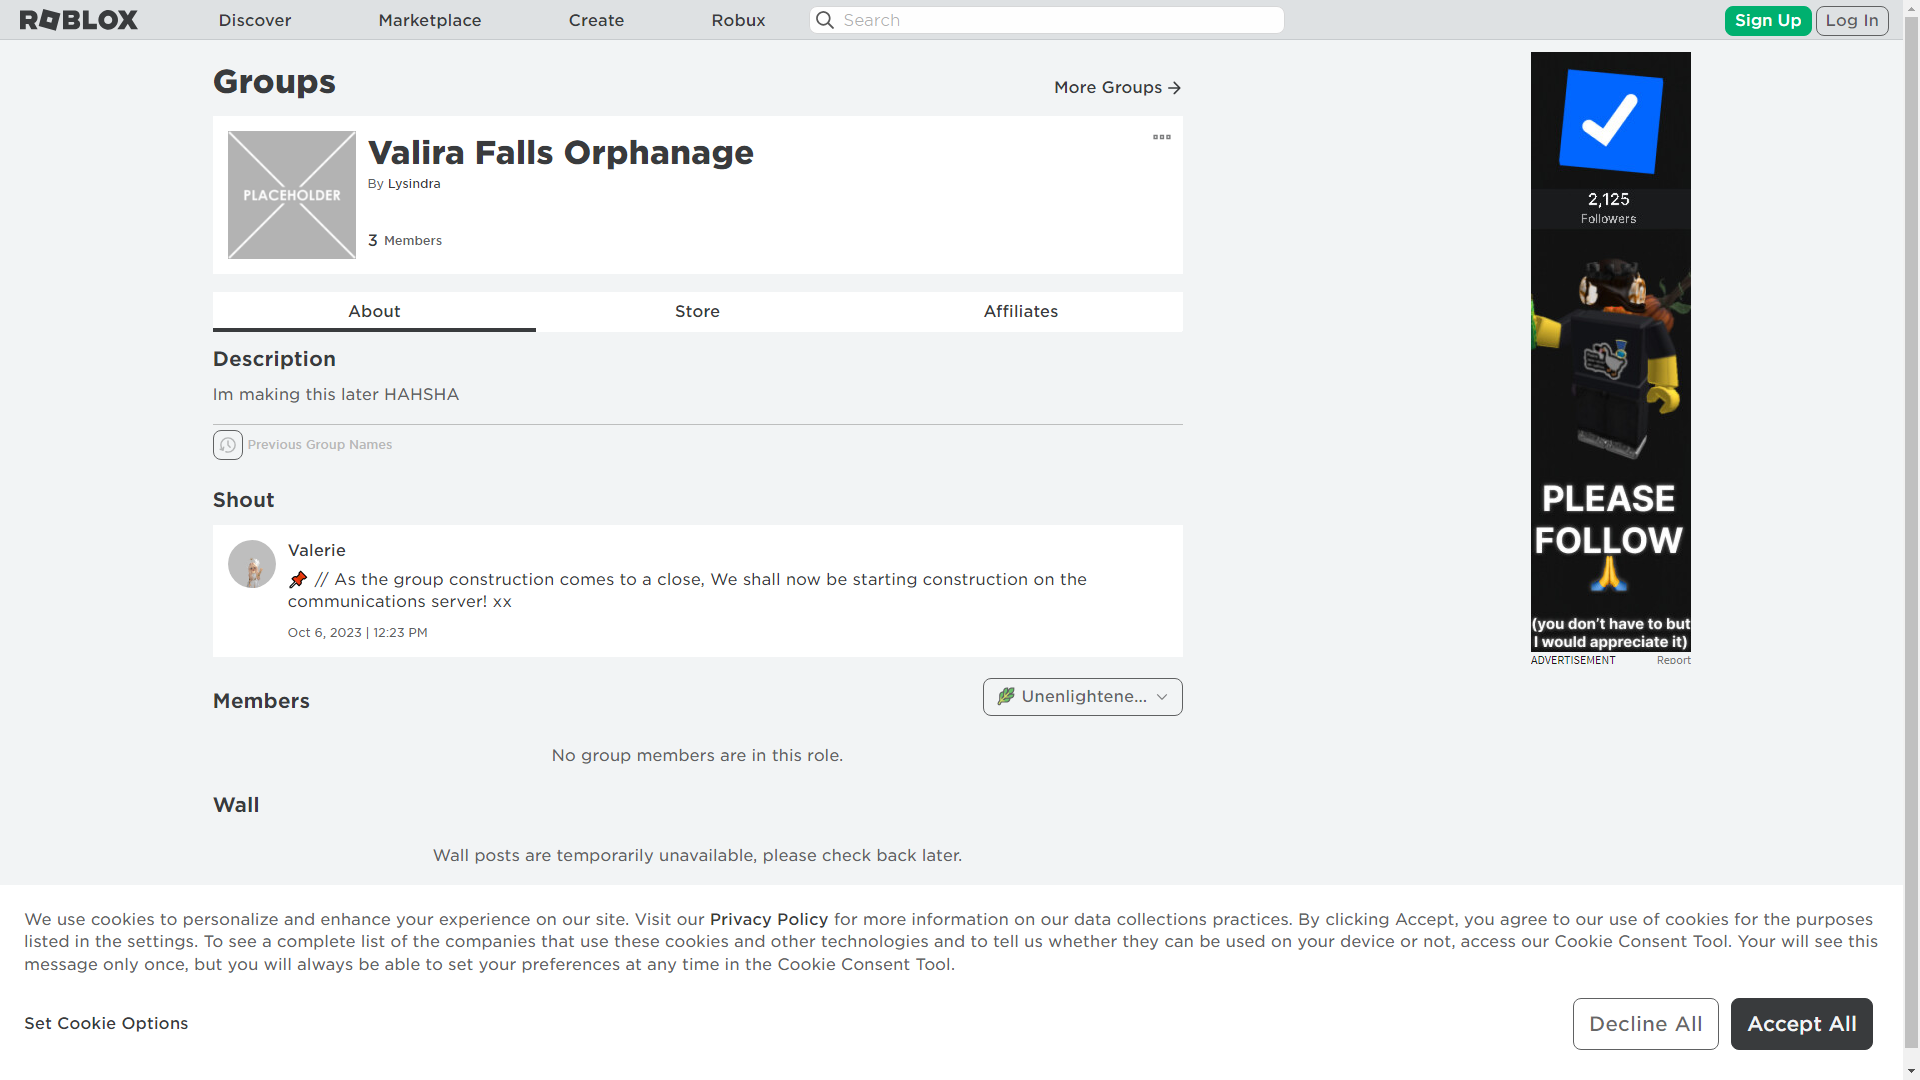 ROBLOX
Discover
Marketplace
Create
Robux
Search
Sign Up
Log In
Groups
More Groups
PLACEHOLDER
Valira Falls Orphanage
By Lysindra
3 Members
About
Store
Affiliates
Description
Im making this later HAHSHA
Previous Group Names
Shout
Valerie
📌 // As the group construction comes to a close, We shall now be starting construction on the
communications server! xx
Oct 6, 2023 | 12:23 PM
Members
Unenlightene...
No group members are in this role.
Wall
Wall posts are temporarily unavailable, please check back later.
2,125
Followers
PLEASE
FOLLOW
🙏
(you don't have to but
I would appreciate it)
ADVERTISEMENT
Report
We use cookies to personalize and enhance your experience on our site. Visit our Privacy Policy for more information on our data collections practices. By clicking Accept, you agree to our use of cookies for the purposes
listed in the settings. To see a complete list of the companies that use these cookies and other technologies and to tell us whether they can be used on your device or not, access our Cookie Consent Tool. Your will see this
message only once, but you will always be able to set your preferences at any time in the Cookie Consent Tool.
Set Cookie Options
Decline All
Accept All